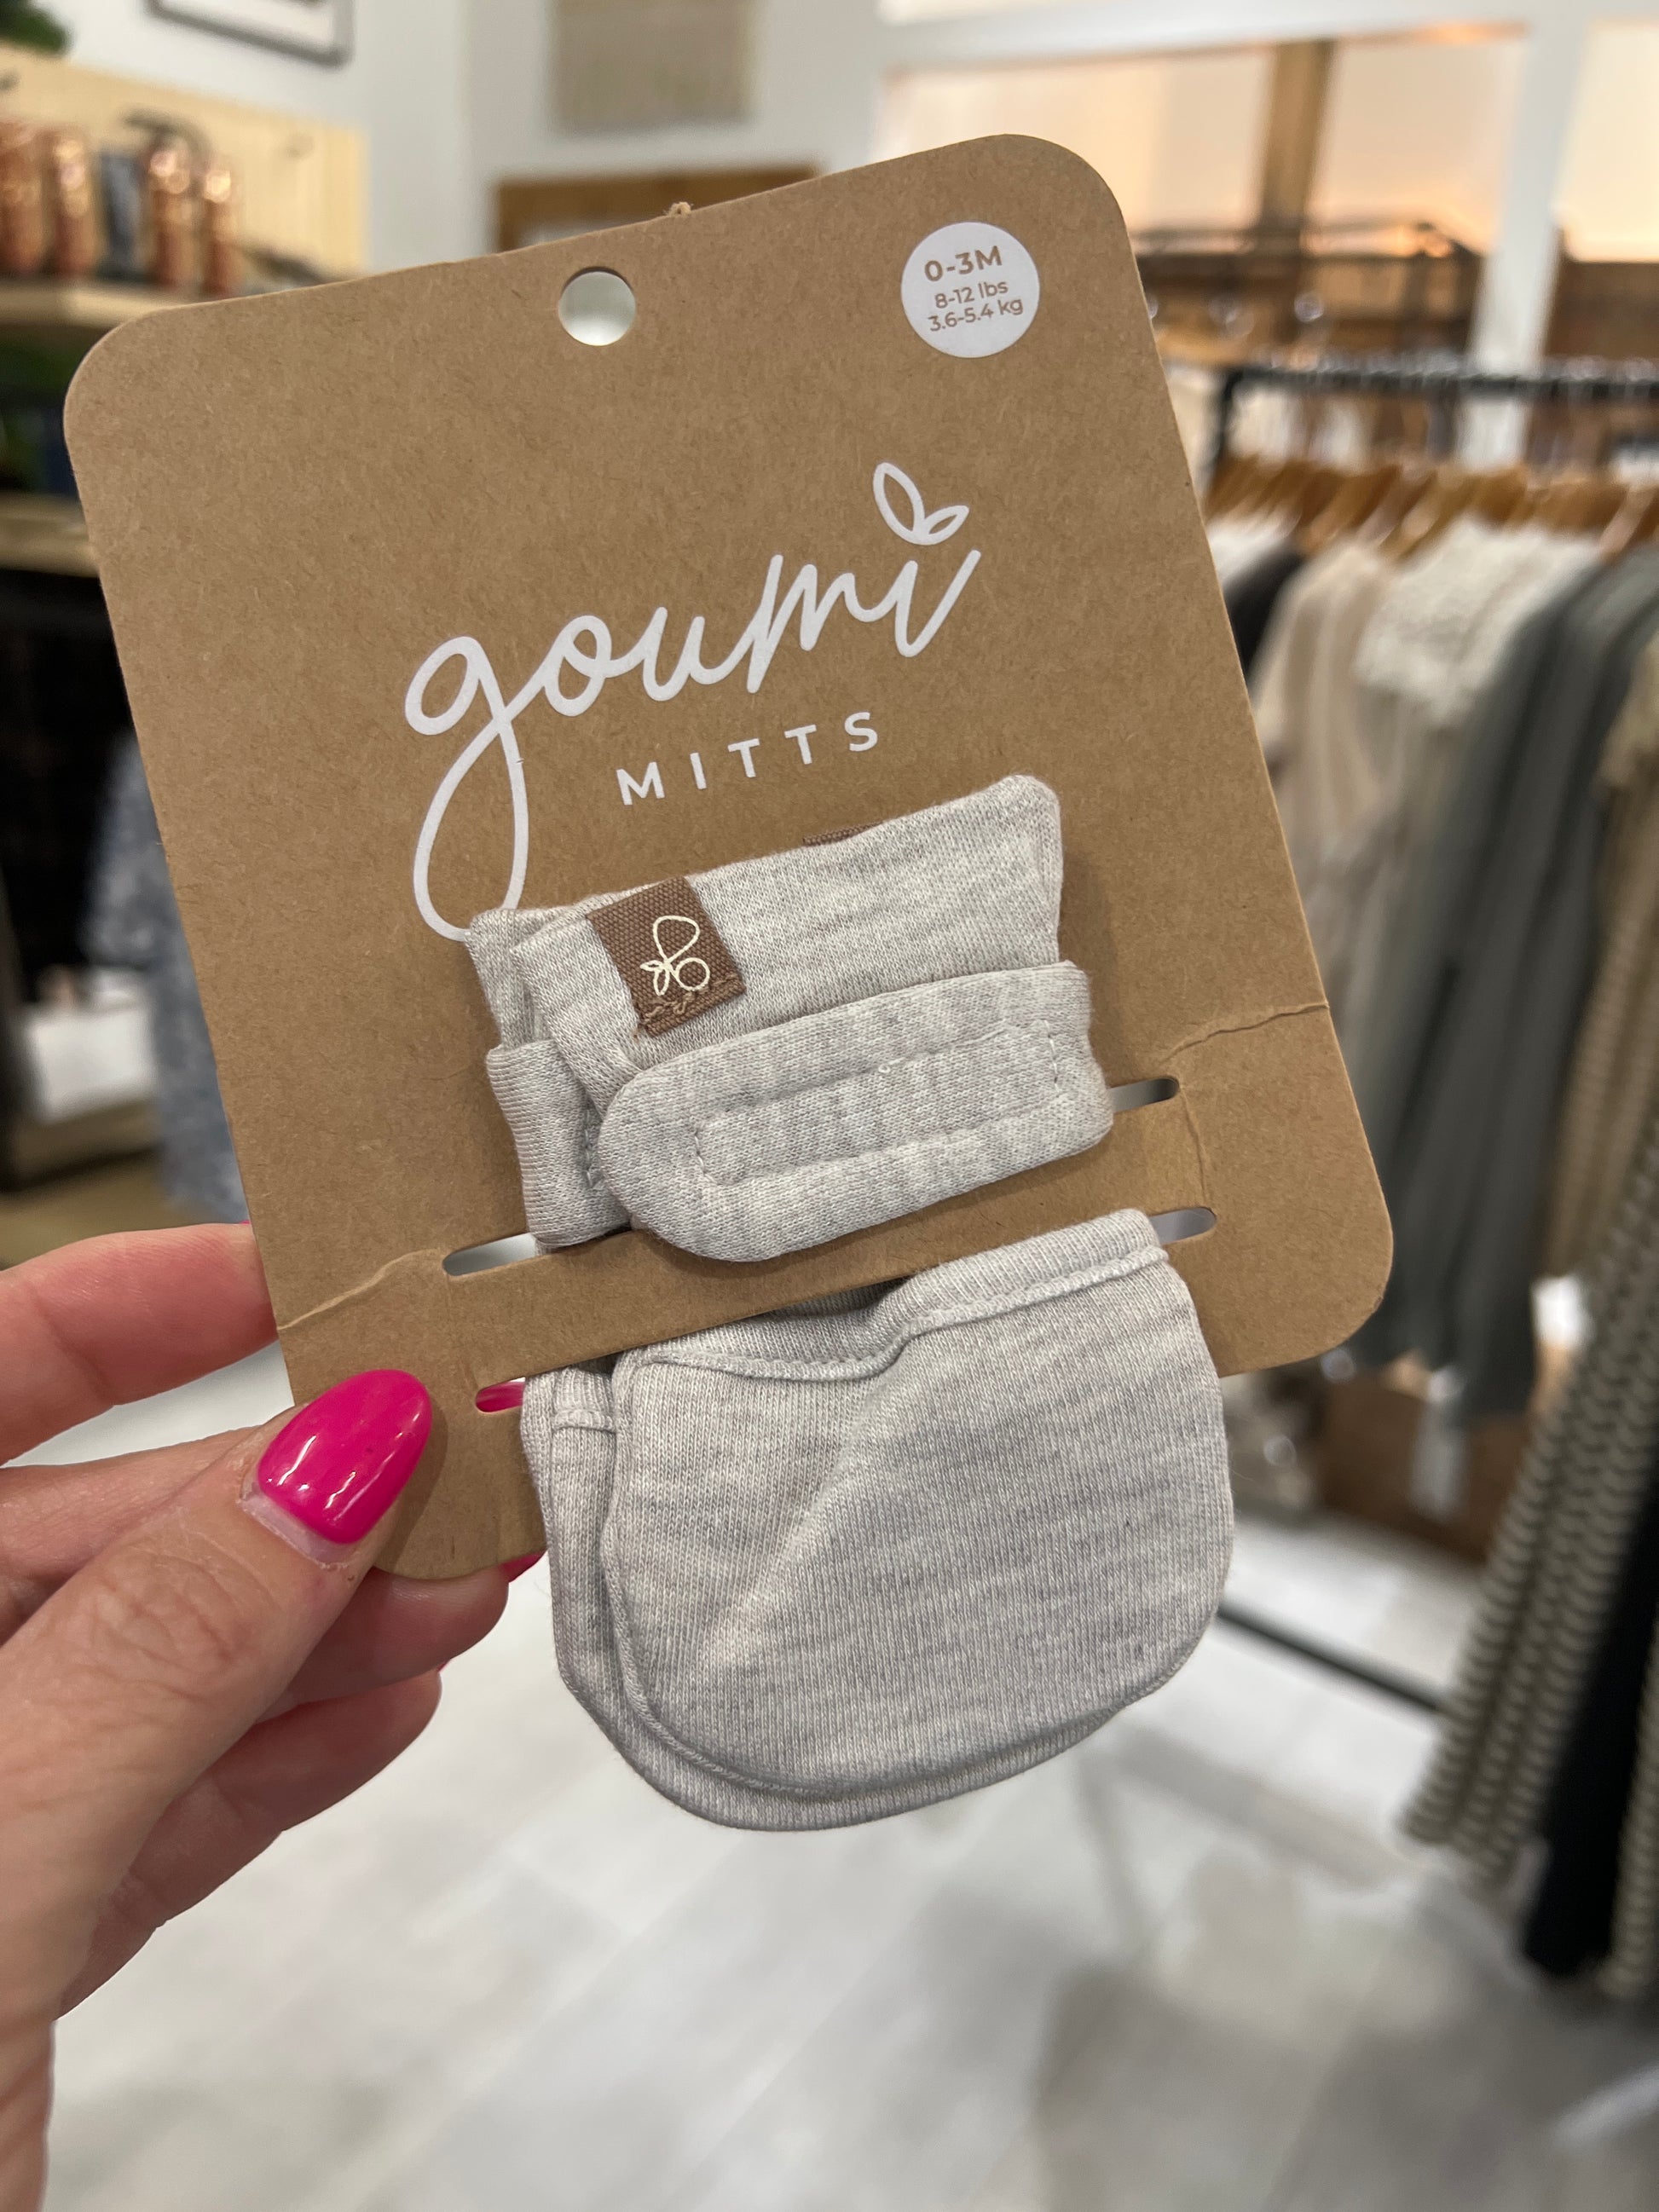 0-3M
8-12 lbs
3.6-5.4 kg
goumi
MITTS